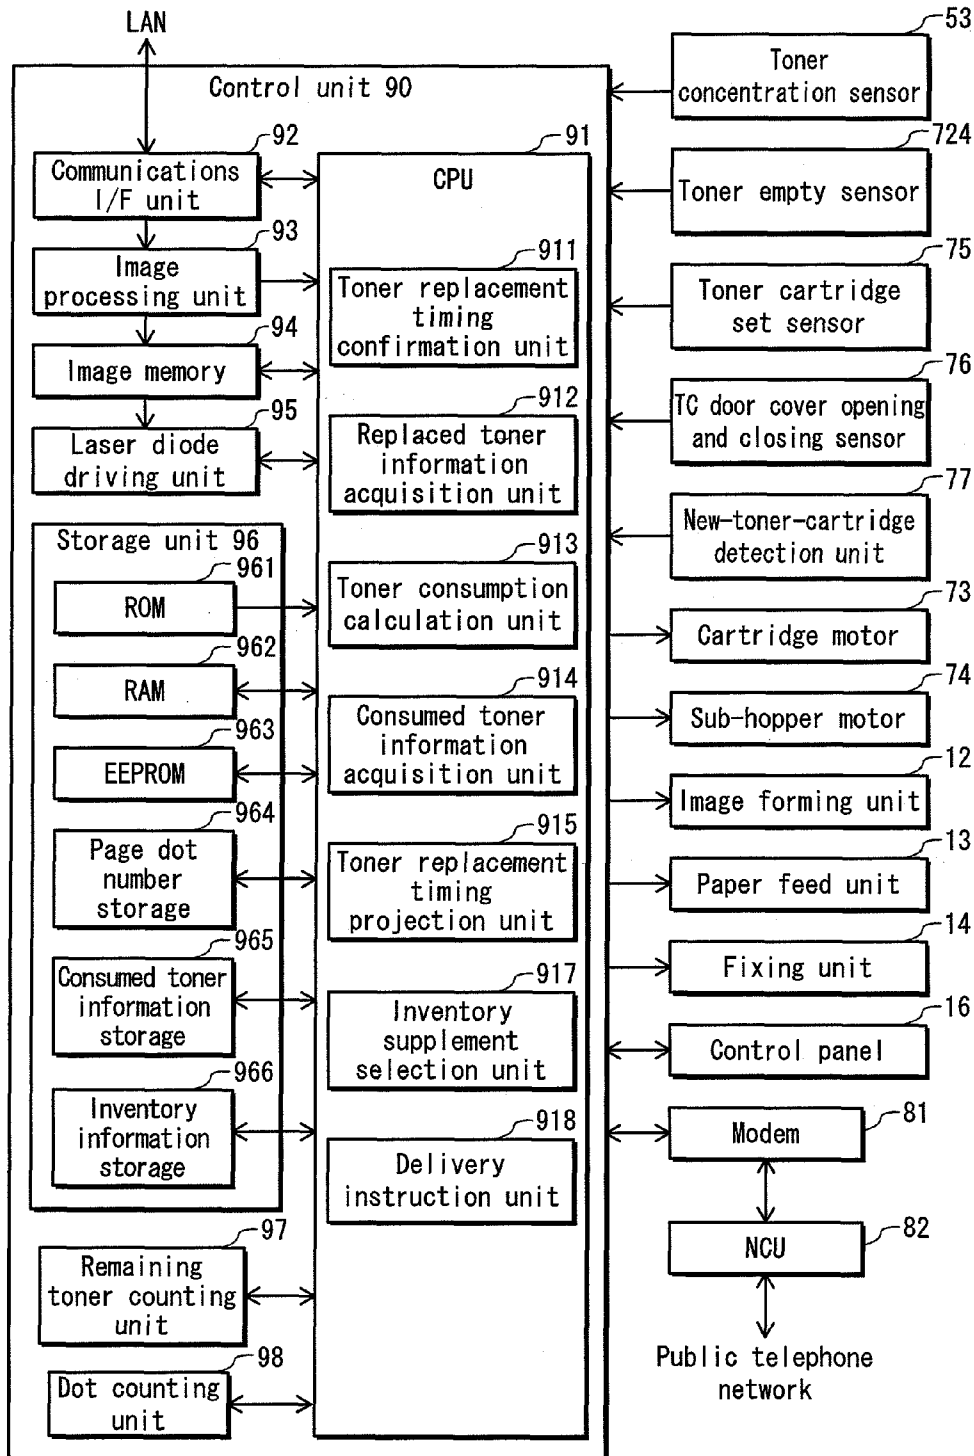 LAN
Control unit 90
92
Communications
I/F unit
93
Image
processing unit
94
Image memory
95
Laser diode
driving unit
Storage unit 96
961
ROM
962
RAM
963
EEPROM
964
Page dot
number
storage
965
Consumed toner
information
storage
966
Inventory
information
storage
97
Remaining
toner counting
unit
98
Dot counting
unit
91
CPU
911
Toner replacement
timing
confirmation unit
912
Replaced toner
information
acquisition unit
913
Toner consumption
calculation unit
914
Consumed toner
information
acquisition unit
915
Toner replacement
timing
projection unit
917
Inventory
supplement
selection unit
918
Delivery
instruction unit
53
Toner
concentration sensor
724
Toner empty sensor
75
Toner cartridge
set sensor
76
TC door cover opening
and closing sensor
77
New-toner-cartridge
detection unit
73
Cartridge motor
74
Sub-hopper motor
12
Image forming unit
13
Paper feed unit
14
Fixing unit
16
Control panel
81
Modem
82
NCU
Public telephone
network